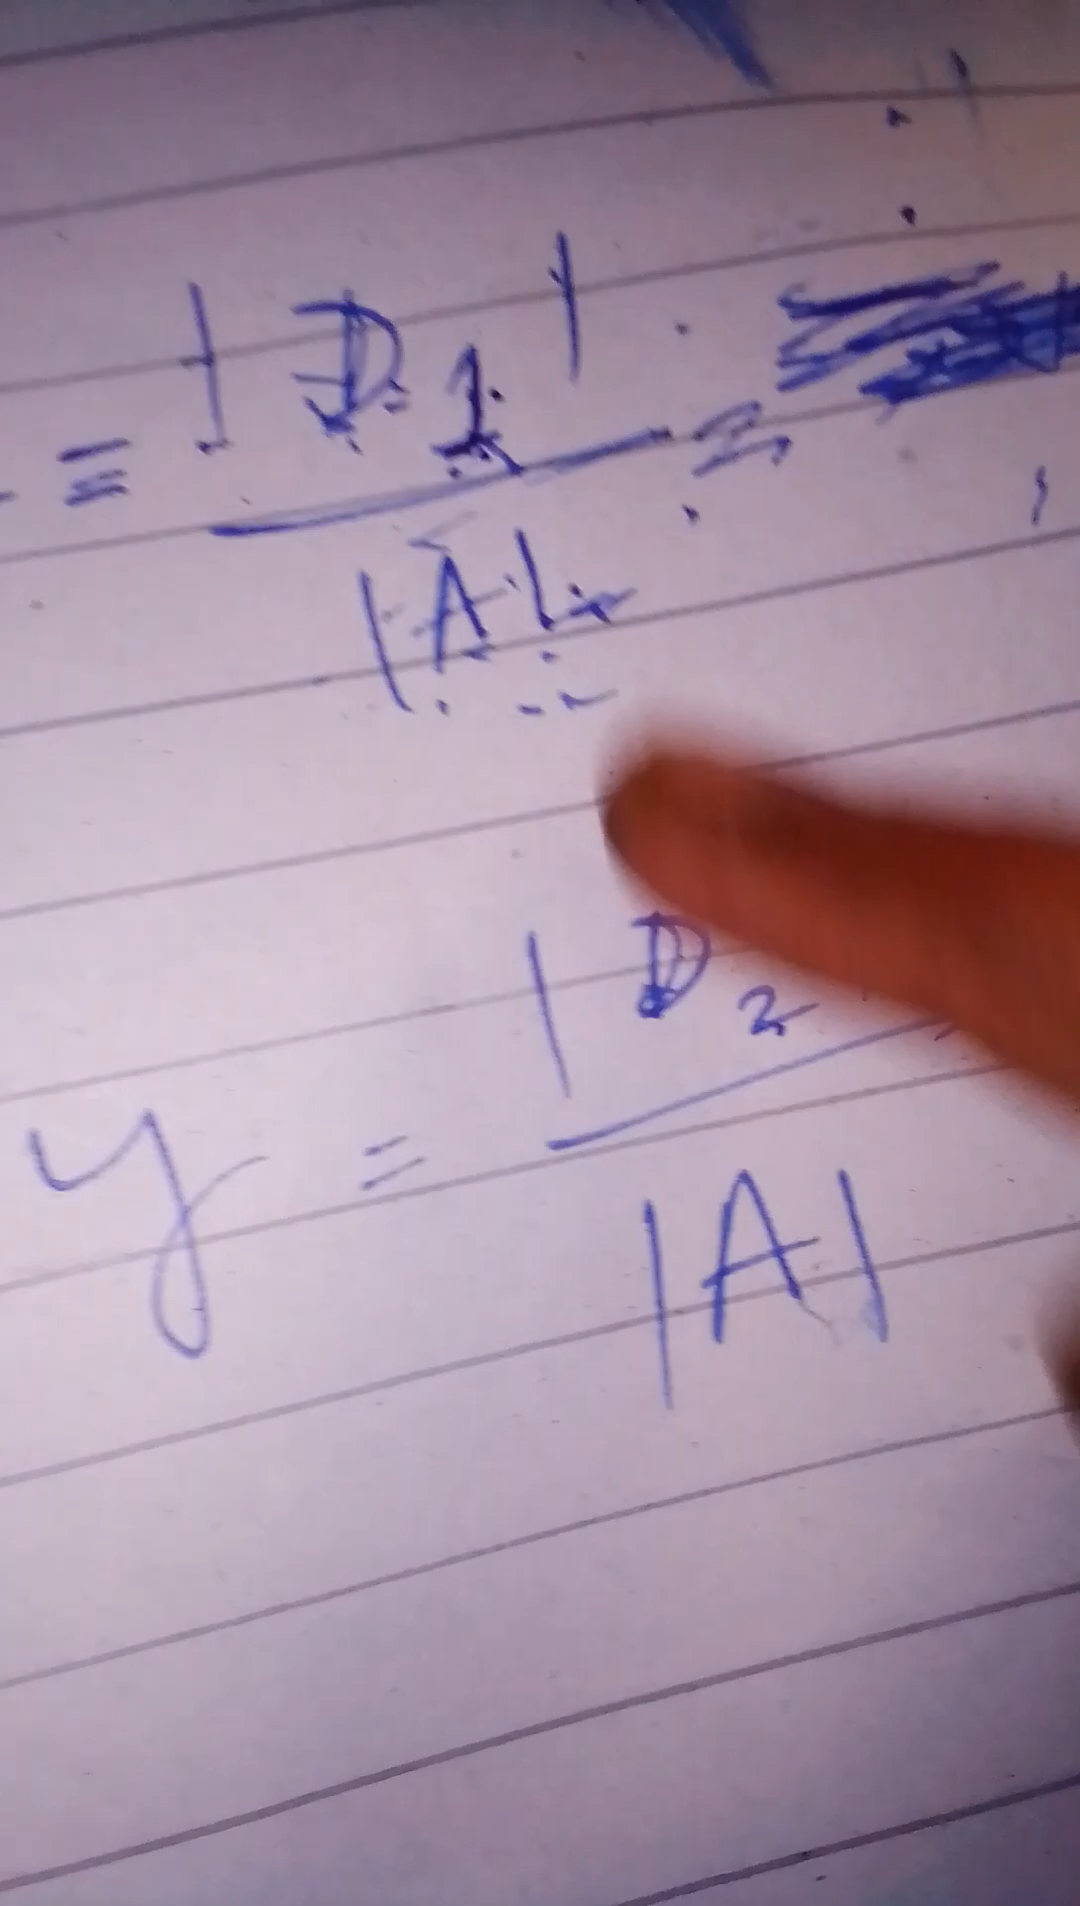 = |D1| =
|A|
y = |D2
|A|